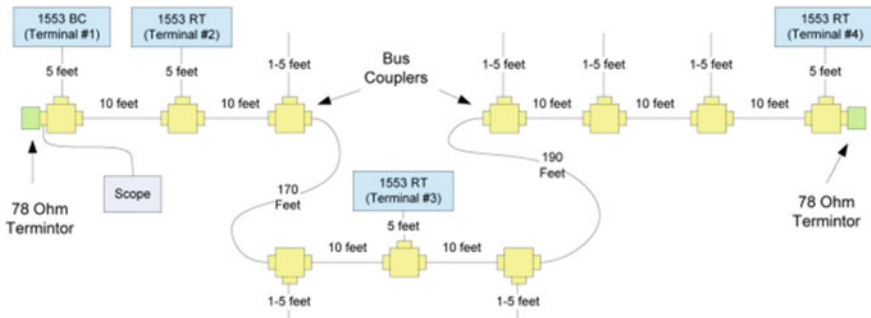 1553 BC
(Terminal #1)
1553 RT
(Terminal #2)
1553 RT
(Terminal #4)
5 feet
5 feet
1-5 feet
Bus
Couplers
1-5 feet
1-5 feet
1-5 feet
5 feet
10 feet
10 feet
10 feet
10 feet
10 feet
Scope
78 Ohm
Termintor
170
Feet
1553 RT
(Terminal #3)
190
Feet
78 Ohm
Termintor
5 feet
10 feet
10 feet
1-5 feet
1-5 feet